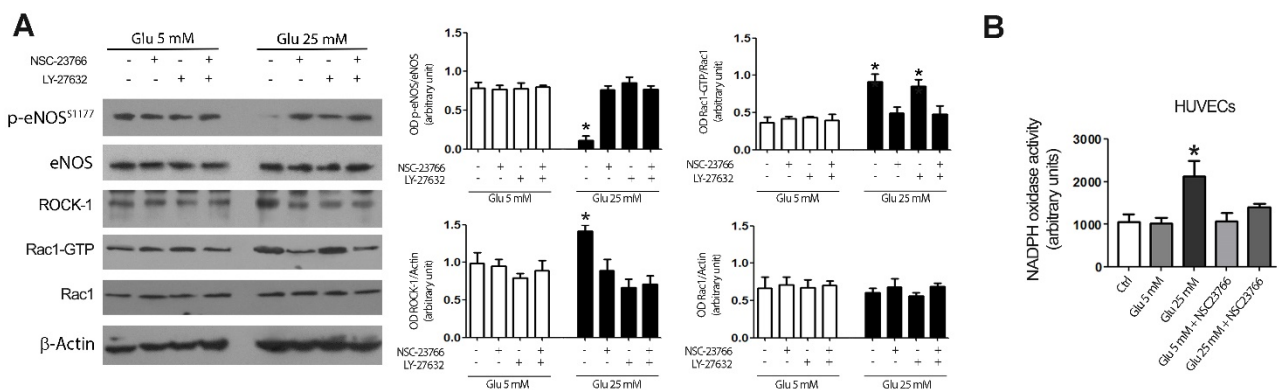 A
Glu 5 mM Glu 25 mM
NSC-23766 - + - + - + - +
LY-27632 - - + + - - + +
p-eNOSS1177
eNOS
ROCK-1
Rac1-GTP
Rac1
β-Actin
OD p-eNOS/eNOS
(arbitrary unit)
1.5
1.0
0.5
0.0
*
NSC-23766 - + - + - + - +
LY-27632 - - + + - - + +
Glu 5 mM Glu 25 mM
OD Rac1-GTP/Rac1
(arbitrary unit)
1.5
1.0
0.5
0.0
* *
NSC-23766 - + - + - + - +
LY-27632 - - + + - - + +
Glu 5 mM Glu 25 mM
OD ROCK-1/Actin
(arbitrary unit)
1.5
1.0
0.5
0.0
*
NSC-23766 - + - + - + - +
LY-27632 - - + + - - + +
Glu 5 mM Glu 25 mM
OD Rac1/Actin
(arbitrary unit)
1.5
1.0
0.5
0.0
NSC-23766 - + - + - + - +
LY-27632 - - + + - - + +
Glu 5 mM Glu 25 mM
B
HUVECs
NADPH oxidase activity
(arbitrary units)
3000
2000
1000
0
*
Ctrl
Glu 5 mM
Glu 25 mM
Glu 5 mM + NSC23766
Glu 25 mM + NSC23766